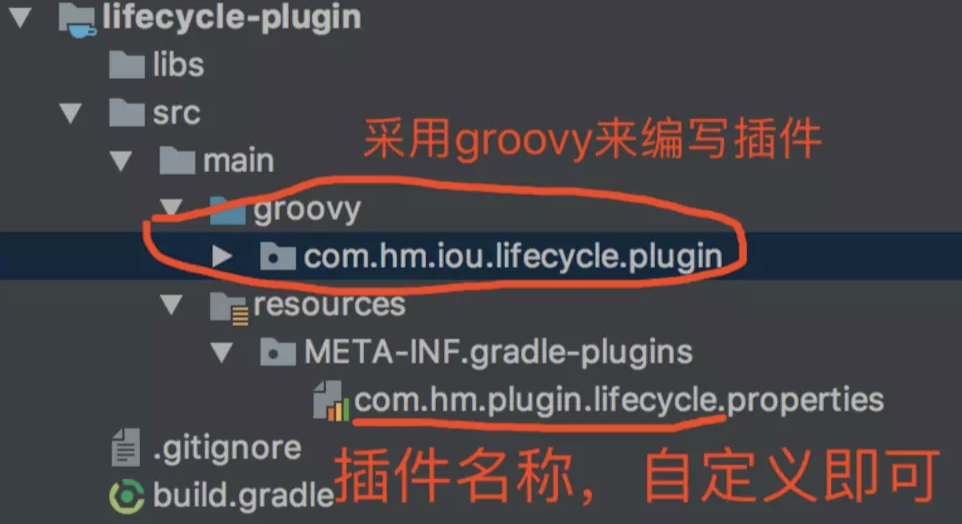 lifecycle-plugin
libs
src
采用groovy来编写插件
main
groovy
com.hm.iou.lifecycle.plugin
resources
META-INF.gradle-plugins
com.hm.plugin.lifecycle.properties
.gitignore
插件名称，自定义即可
build.gradle